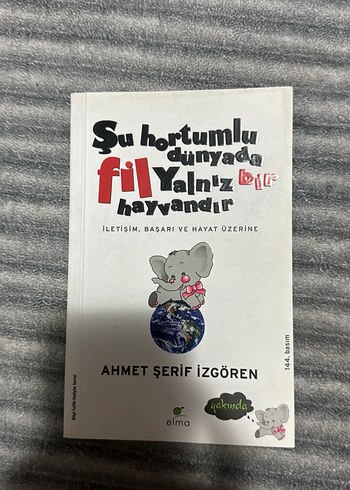 Şu hortumlu
dünyada
fil Yalnız bir
hayvandır
İLETİŞİM, BAŞARI VE HAYAT ÜZERİNE
AHMET ŞERİF İZGÖREN
144. basım
yakında
elma